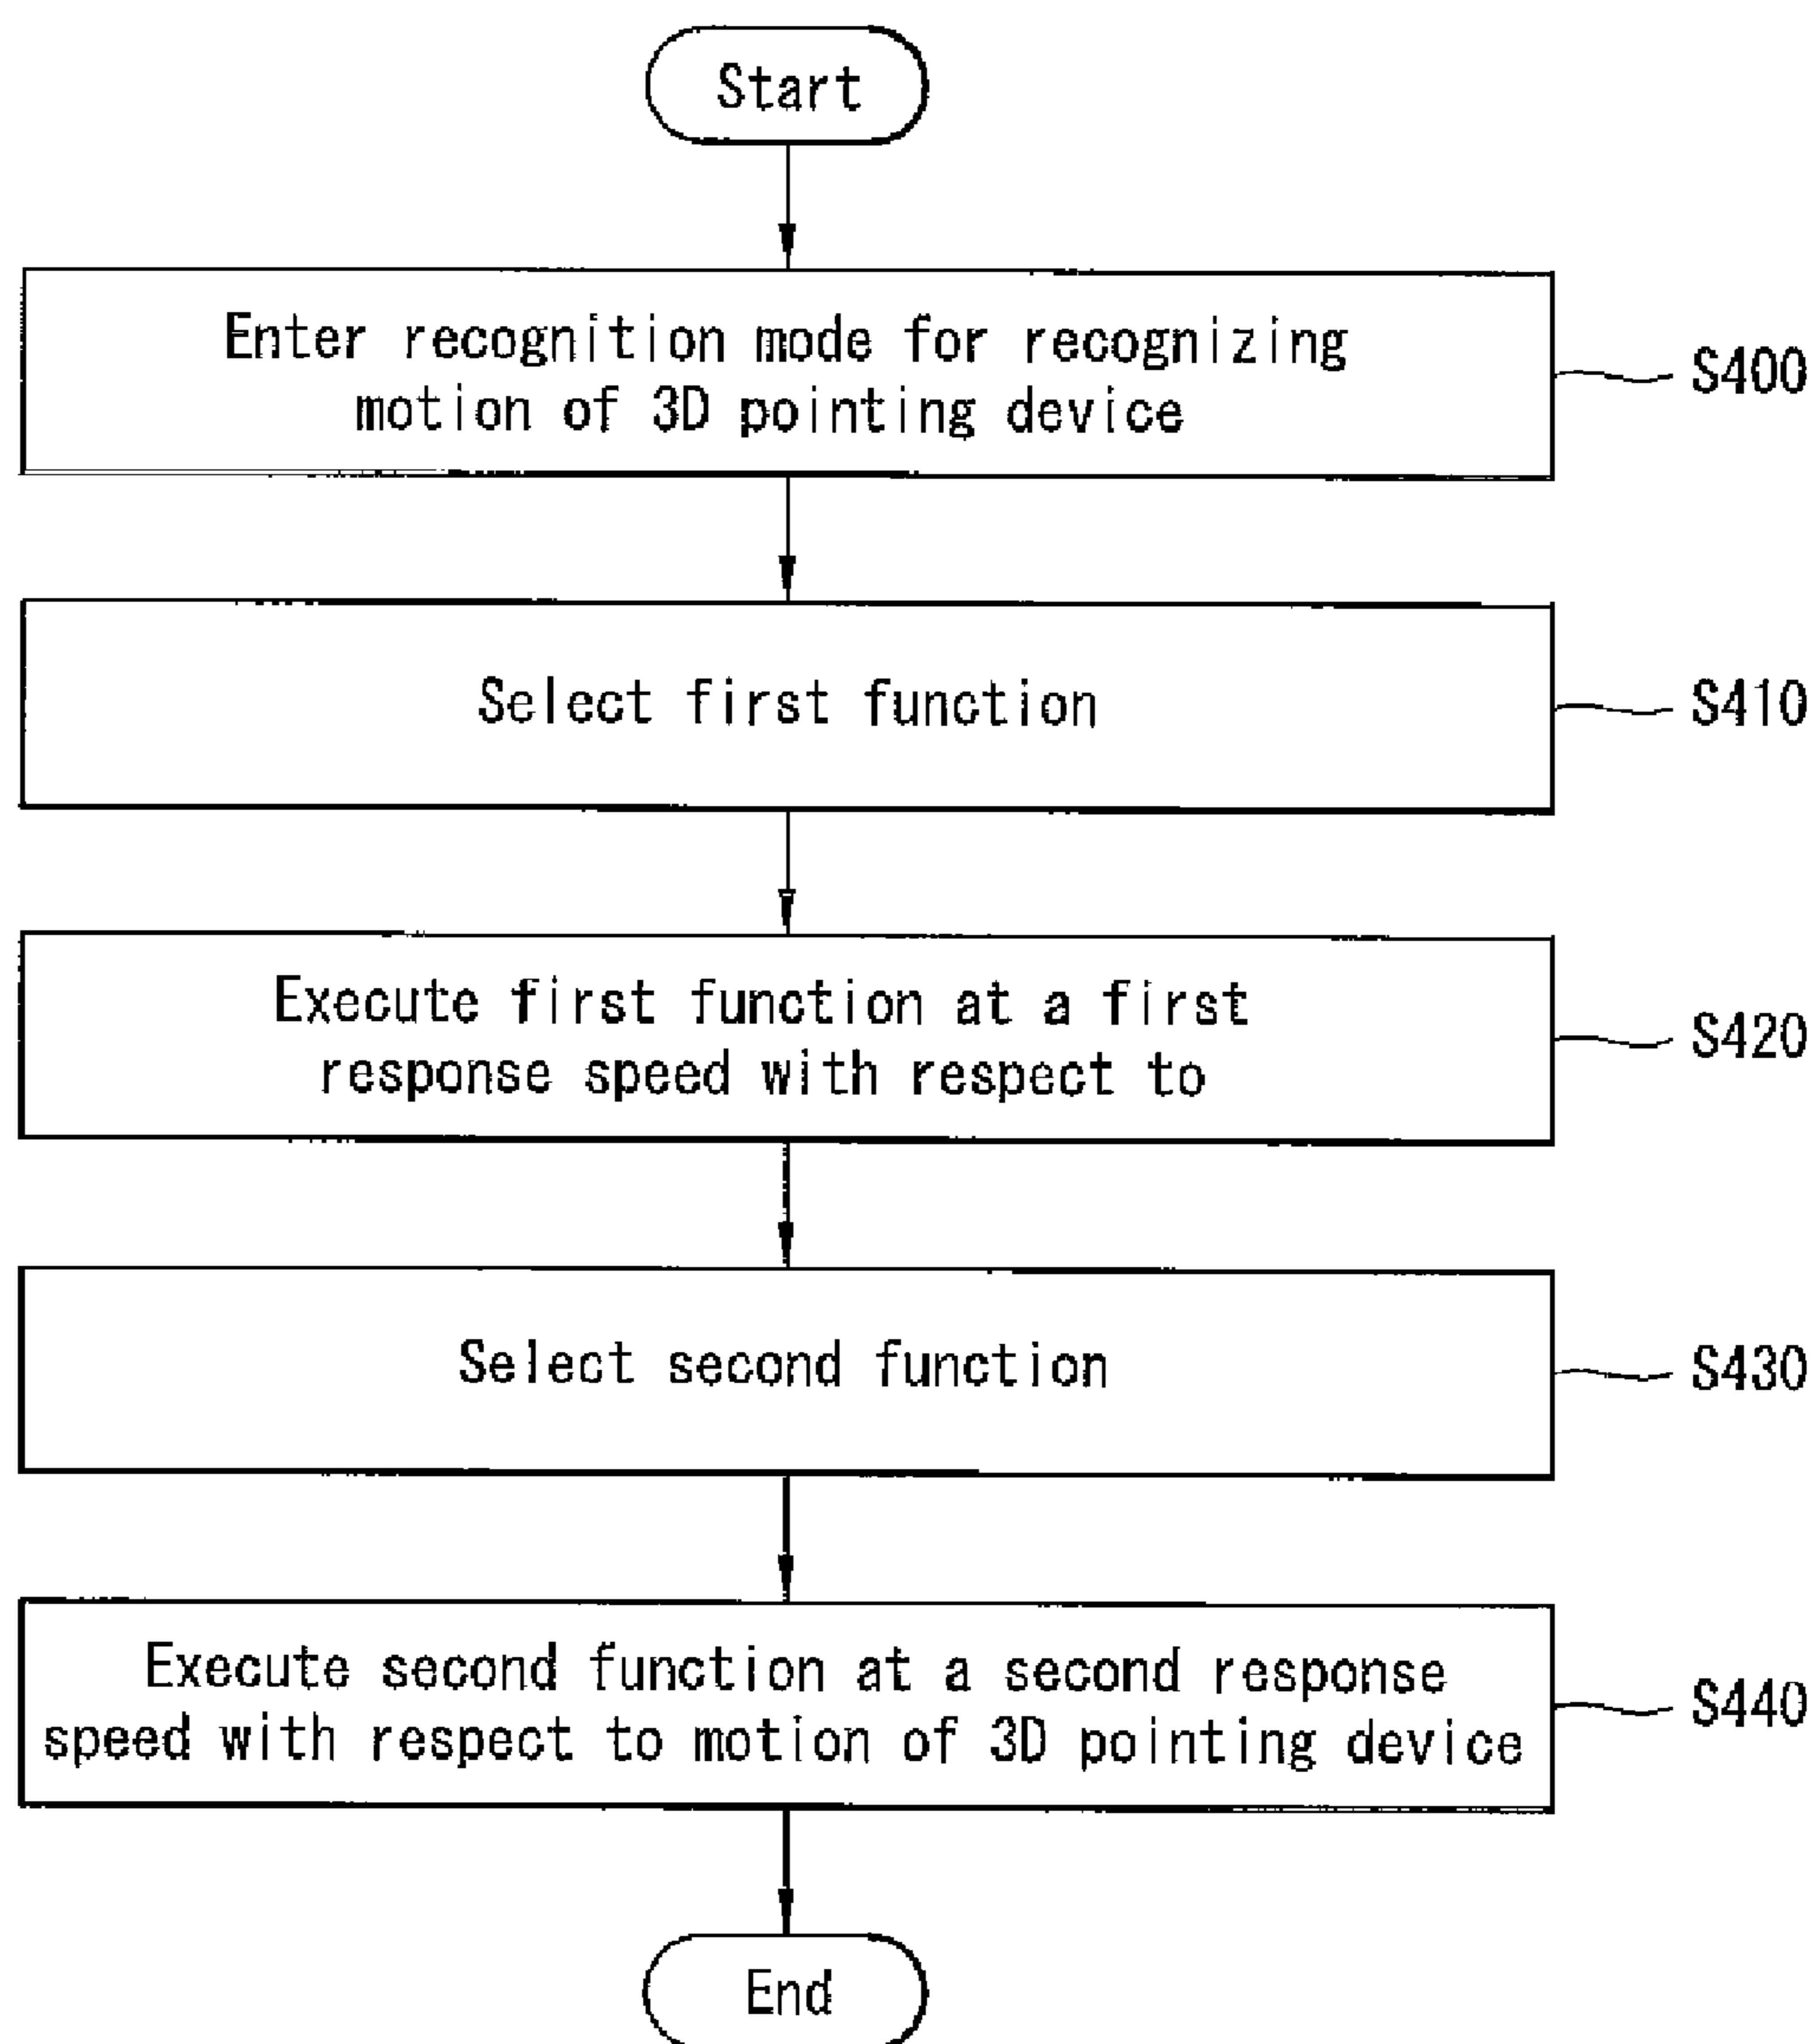 Start
Enter recognition mode for recognizing
motion of 3D pointing device
S400
Select first function
S410
Execute first function at a first
response speed with respect to
S420
Select second function
S430
Execute second function at a second response
speed with respect to motion of 3D pointing device
S440
End